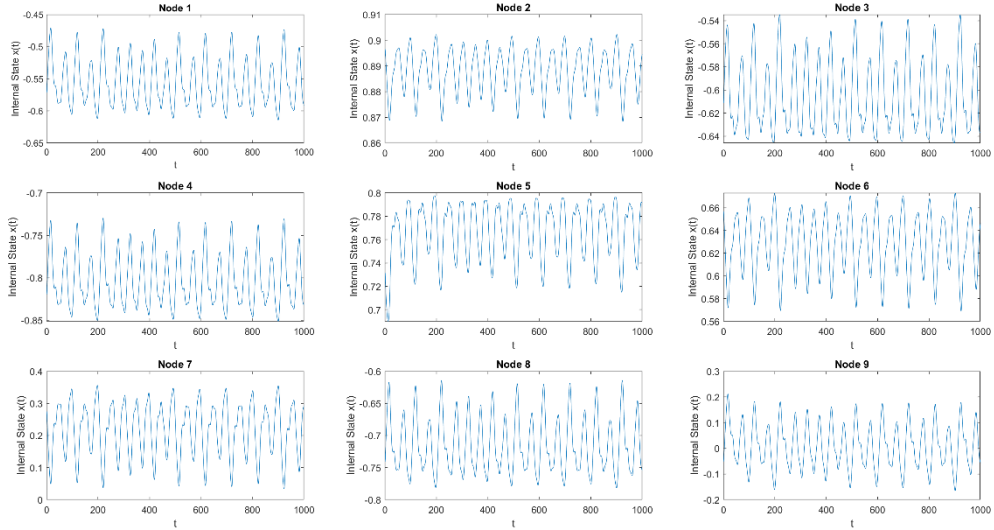 Node 1
Node 2
Node 3
-0.45
-0.5
-0.55
-0.6
-0.65
Internal State x(t)
0 200 400 600 800 1000
t
0.91
0.9
0.89
0.88
0.87
0.86
Internal State x(t)
0 200 400 600 800 1000
t
-0.54
-0.56
-0.58
-0.6
-0.62
-0.64
Internal State x(t)
0 200 400 600 800 1000
t
Node 4
Node 5
Node 6
-0.7
-0.75
-0.8
-0.85
Internal State x(t)
0 200 400 600 800 1000
t
0.8
0.78
0.76
0.74
0.72
0.7
Internal State x(t)
0 200 400 600 800 1000
t
0.66
0.64
0.62
0.6
0.58
0.56
Internal State x(t)
0 200 400 600 800 1000
t
Node 7
Node 8
Node 9
0.4
0.3
0.2
0.1
0
Internal State x(t)
0 200 400 600 800 1000
t
-0.6
-0.65
-0.7
-0.75
-0.8
Internal State x(t)
0 200 400 600 800 1000
t
0.3
0.2
0.1
0
-0.1
-0.2
Internal State x(t)
0 200 400 600 800 1000
t